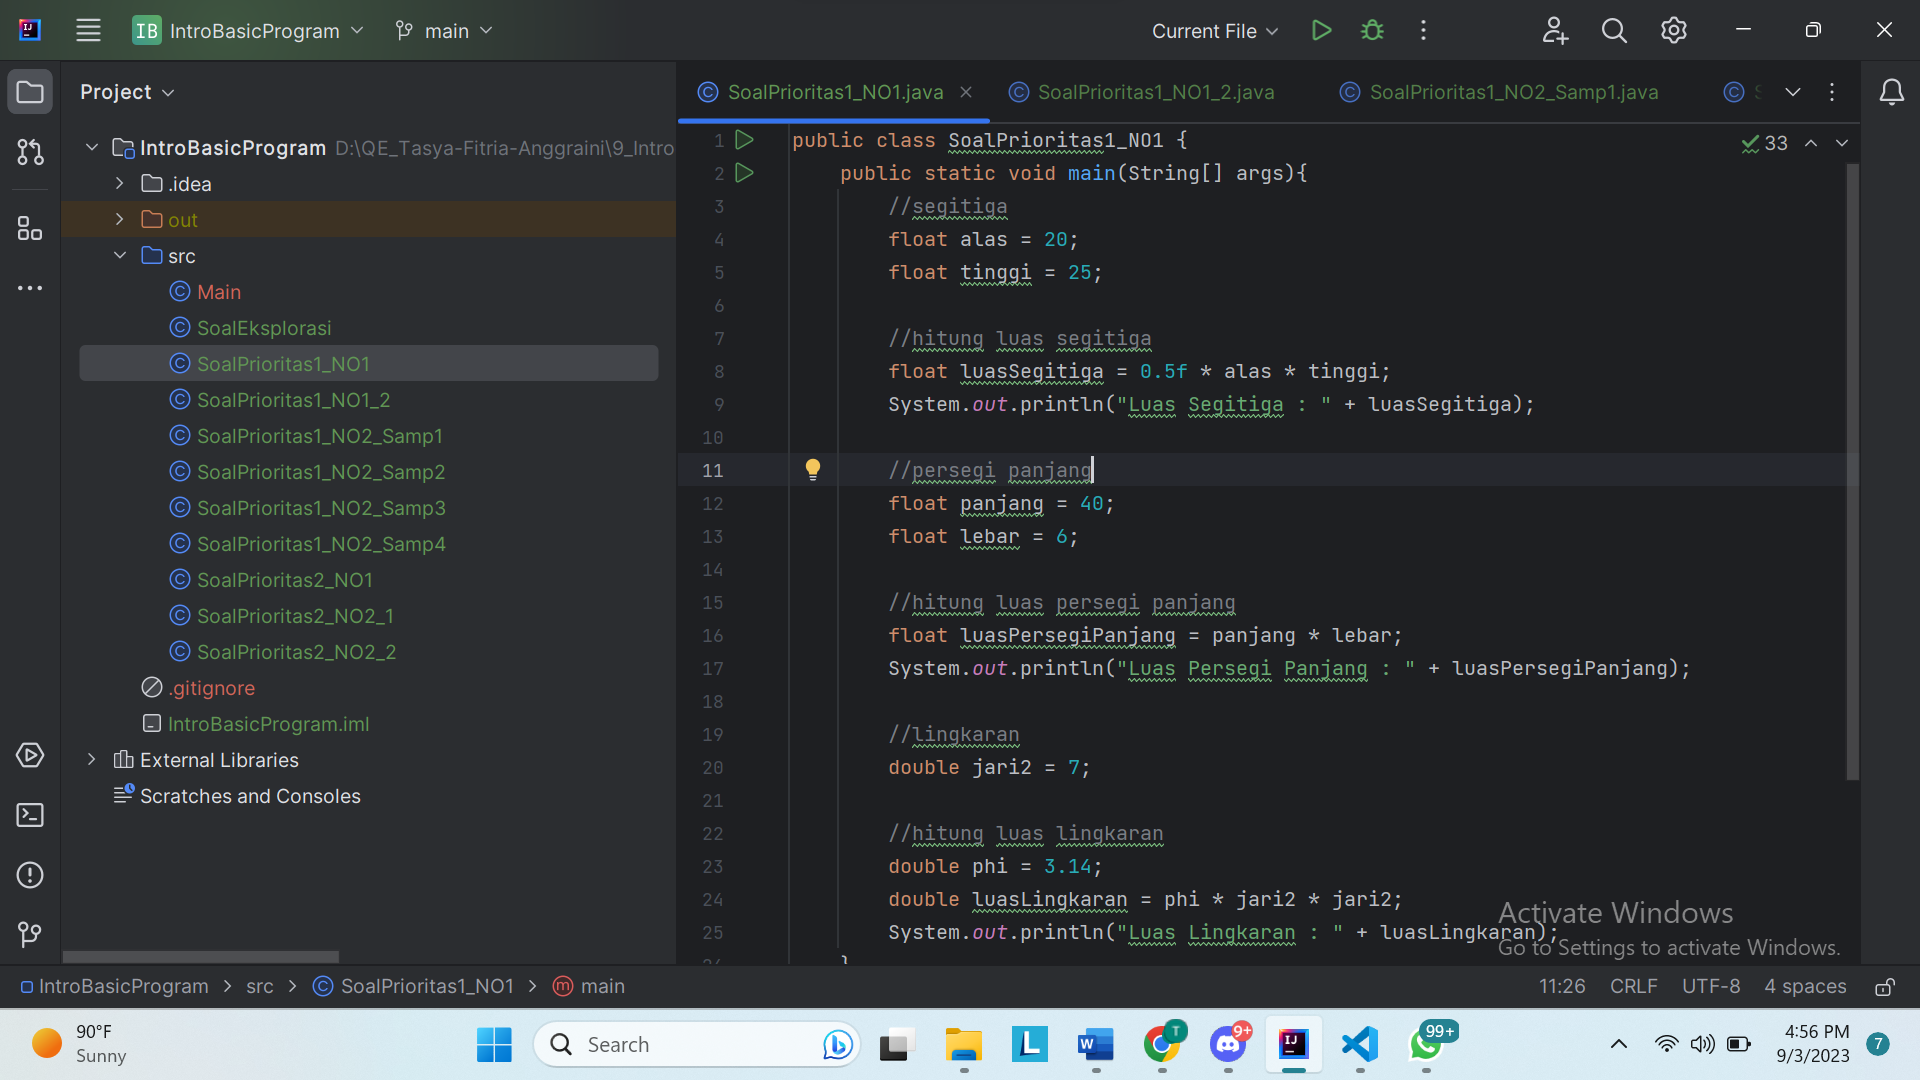 IJ
IB IntroBasicProgram main
Current File
Project
IntroBasicProgram D:\QE_Tasya-Fitria-Anggraini\9_Intro
.idea
out
src
Main
SoalEksplorasi
SoalPrioritas1_NO1
SoalPrioritas1_NO1_2
SoalPrioritas1_NO2_Samp1
SoalPrioritas1_NO2_Samp2
SoalPrioritas1_NO2_Samp3
SoalPrioritas1_NO2_Samp4
SoalPrioritas2_NO1
SoalPrioritas2_NO2_1
SoalPrioritas2_NO2_2
.gitignore
IntroBasicProgram.iml
External Libraries
Scratches and Consoles
SoalPrioritas1_NO1.java SoalPrioritas1_NO1_2.java SoalPrioritas1_NO2_Samp1.java
33
1 public class SoalPrioritas1_NO1 {
2 public static void main(String[] args){
3 //segitiga
4 float alas = 20;
5 float tinggi = 25;
6
7 //hitung luas segitiga
8 float luasSegitiga = 0.5f * alas * tinggi;
9 System.out.println("Luas Segitiga : " + luasSegitiga);
10
11 //persegi panjang
12 float panjang = 40;
13 float lebar = 6;
14
15 //hitung luas persegi panjang
16 float luasPersegiPanjang = panjang * lebar;
17 System.out.println("Luas Persegi Panjang : " + luasPersegiPanjang);
18
19 //lingkaran
20 double jari2 = 7;
21
22 //hitung luas lingkaran
23 double phi = 3.14;
24 double luasLingkaran = phi * jari2 * jari2;
25 System.out.println("Luas Lingkaran : " + luasLingkaran);
26 }
Activate Windows
Go to Settings to activate Windows.
IntroBasicProgram > src > SoalPrioritas1_NO1 > main
11:26 CRLF UTF-8 4 spaces
90°F
Sunny
Search
L
W
T
9+
IJ
99+
4:56 PM
9/3/2023
7